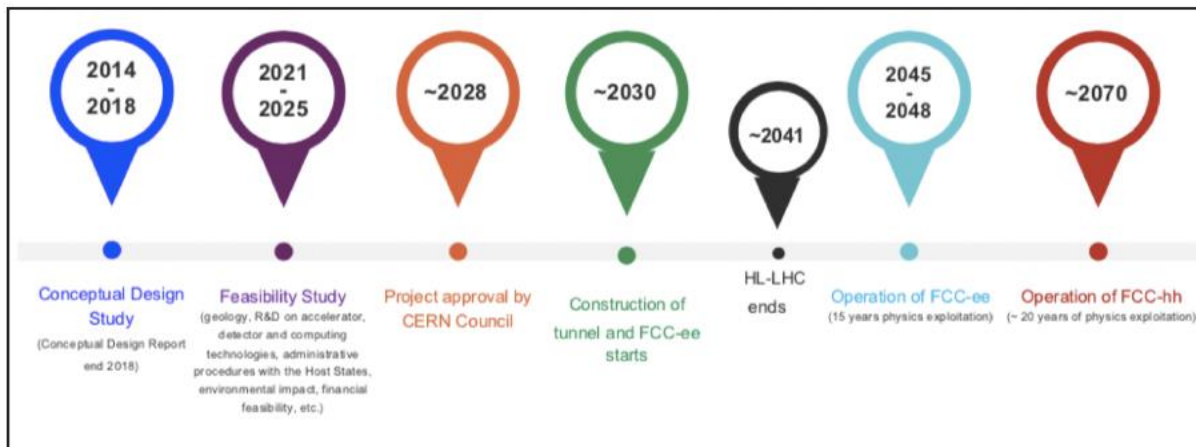 2014
-
2018
2021
-
2025
~2028
~2030
~2041
2045
-
2048
~2070
Conceptual Design
Study
(Conceptual Design Report
end 2018)
Feasibility Study
(geology, R&D on accelerator,
detector and computing
technologies, administrative
procedures with the Host States,
environmental impact, financial
feasibility, etc.)
Project approval by
CERN Council
Construction of
tunnel and FCC-ee
starts
HL-LHC
ends
Operation of FCC-ee
(15 years physics exploitation)
Operation of FCC-hh
(~ 20 years of physics exploitation)